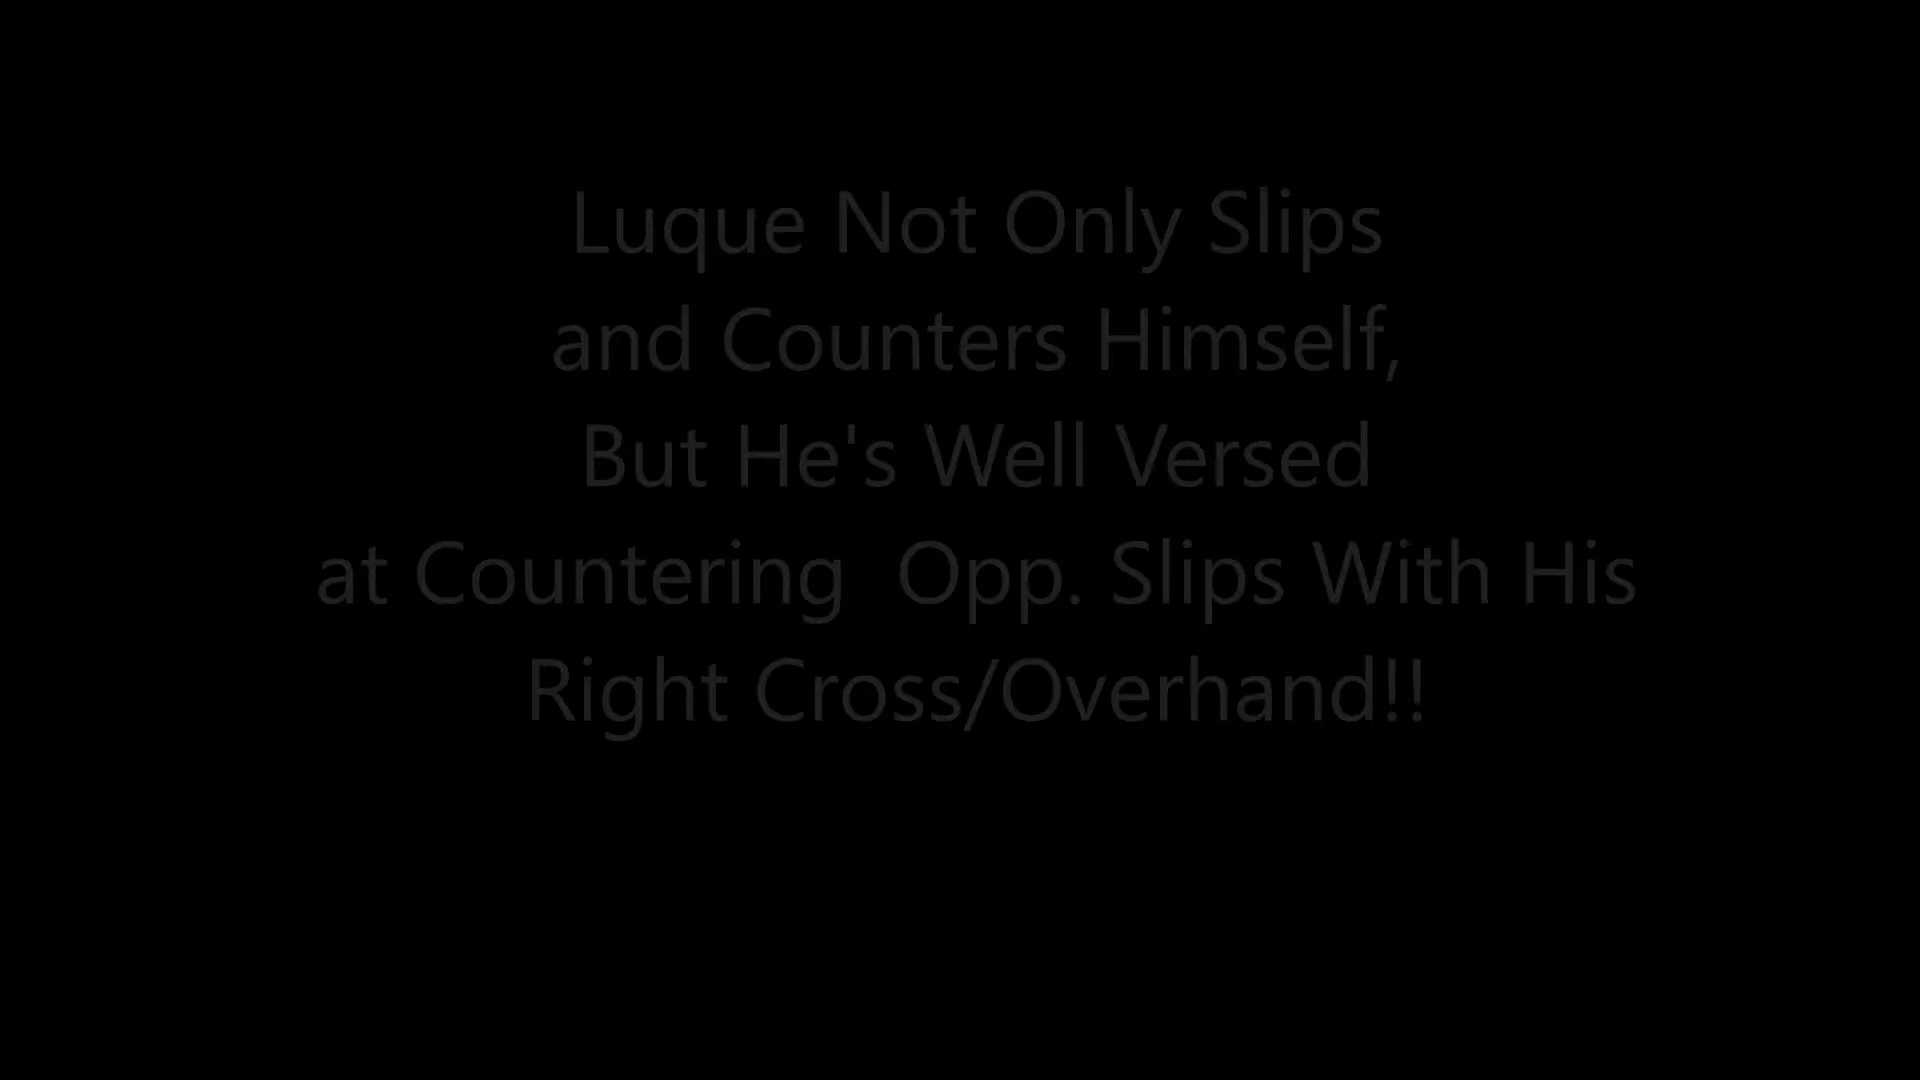 Luque Not Only Slips
and Counters Himself,
But He's Well Versed
at Countering  Opp. Slips With His
Right Cross/Overhand!!